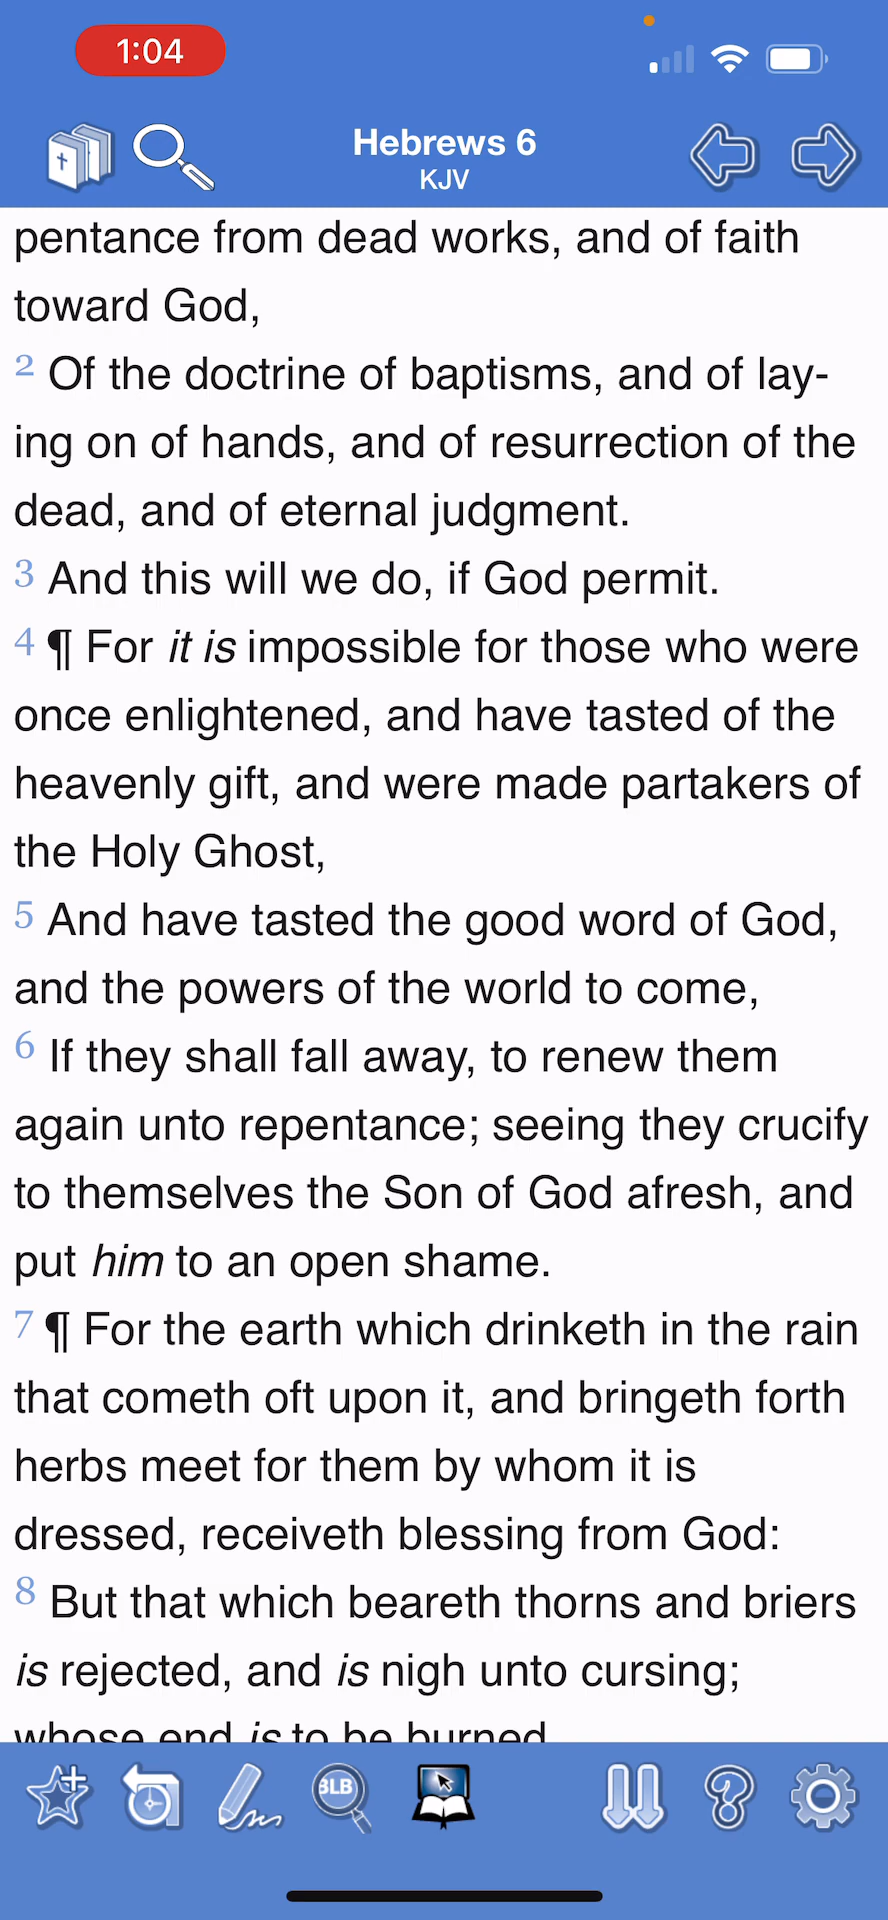 1:04
Hebrews 6
KJV
pentance from dead works, and of faith
toward God,
2 Of the doctrine of baptisms, and of lay-
ing on of hands, and of resurrection of the
dead, and of eternal judgment.
3 And this will we do, if God permit.
4 ¶ For it is impossible for those who were
once enlightened, and have tasted of the
heavenly gift, and were made partakers of
the Holy Ghost,
5 And have tasted the good word of God,
and the powers of the world to come,
6 If they shall fall away, to renew them
again unto repentance; seeing they crucify
to themselves the Son of God afresh, and
put him to an open shame.
7 ¶ For the earth which drinketh in the rain
that cometh oft upon it, and bringeth forth
herbs meet for them by whom it is
dressed, receiveth blessing from God:
8 But that which beareth thorns and briers
is rejected, and is nigh unto cursing;
whose end is to be burned
BLB